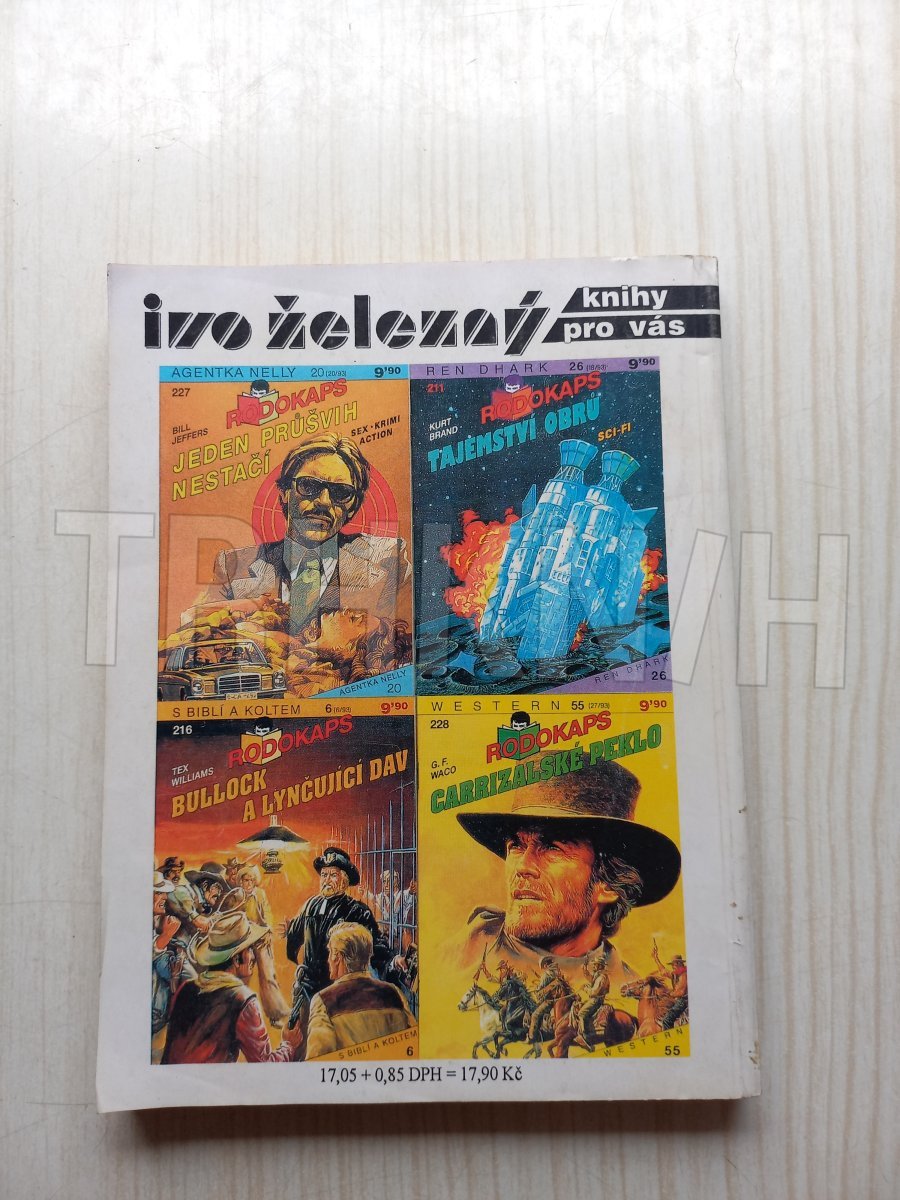 ivo železný
knihy
pro vás
AGENTKA NELLY 20 (20/93) 9'90
227
RODOKAPS
BILL
JEFFERS
JEDEN PRŮŠVIH
NESTAČÍ
SEX-KRIMI
ACTION
AGENTKA NELLY
20
REN DHARK 26 (18/93) 9'90
211
RODOKAPS
KURT
BRAND
TAJEMSTVÍ OBRŮ
SCI-FI
REN DHARK
26
S BIBLÍ A KOLTEM 6 (6/93) 9'90
216
RODOKAPS
TEX
WILLIAMS
BULLOCK
A LYNČUJÍCÍ DAV
S BIBLÍ A KOLTEM
6
WESTERN 55 (27/93) 9'90
228
RODOKAPS
G. F.
WACO
CARRIZALSKÉ PEKLO
WESTERN
55
17,05 + 0,85 DPH = 17,90 Kč